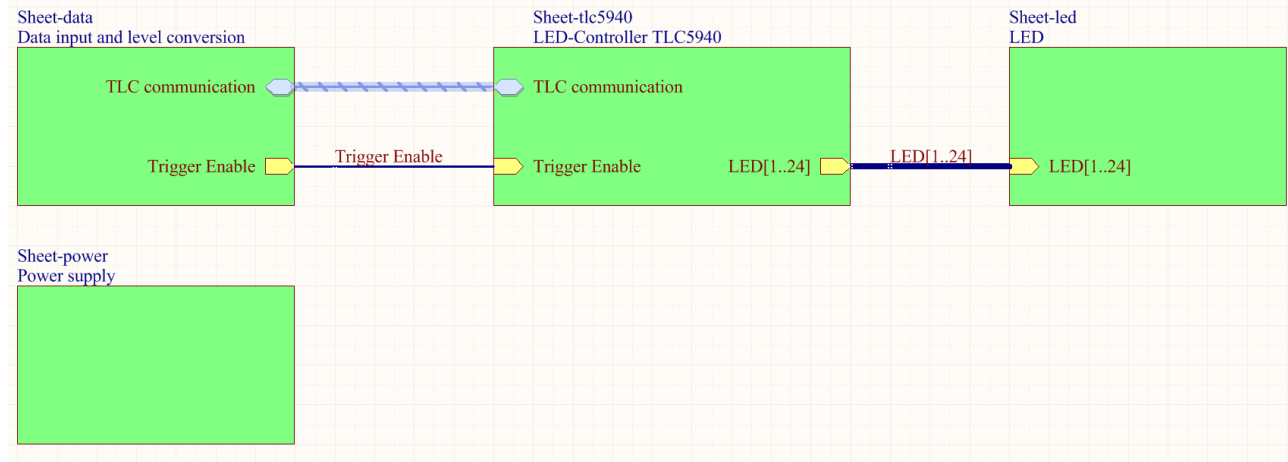 Sheet-data
Data input and level conversion
Sheet-tlc5940
LED-Controller TLC5940
Sheet-led
LED
TLC communication
TLC communication
Trigger Enable
Trigger Enable
Trigger Enable
LED[1..24]
LED[1..24]
LED[1..24]
Sheet-power
Power supply